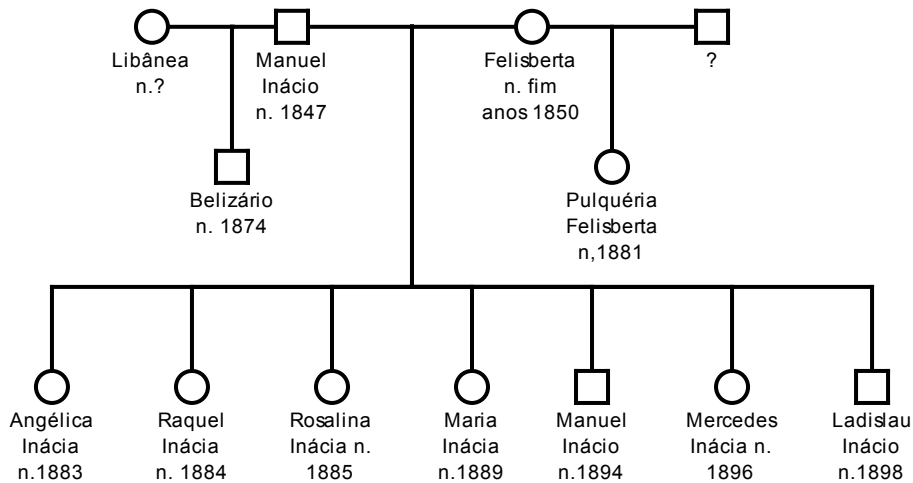 Libânea
n.?
Manuel
Inácio
n. 1847
Felisberta
n. fim
anos 1850
?
Belizário
n. 1874
Pulquéria
Felisberta
n,1881
Angélica
Inácia
n.1883
Raquel
Inácia
n. 1884
Rosalina
Inácia n.
1885
Maria
Inácia
n.1889
Manuel
Inácio
n.1894
Mercedes
Inácia n.
1896
Ladislau
Inácio
n.1898